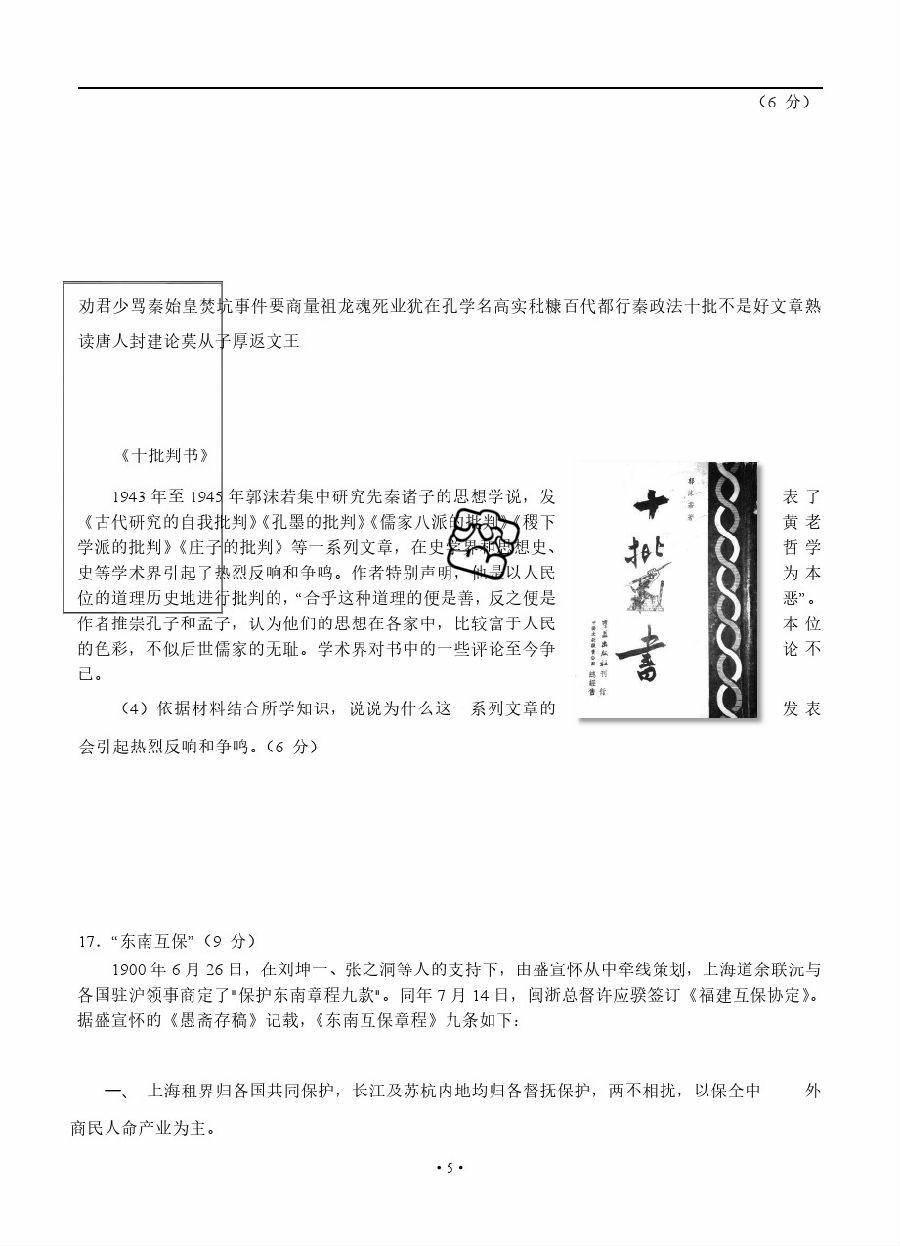 （6 分）
劝君少骂秦始皇焚坑事件要商量祖龙魂死业犹在孔学名高实秕糠百代都行秦政法十批不是好文章熟
读唐人封建论莫从子厚返文王
《十批判书》
1943 年至 1945 年郭沫若集中研究先秦诸子的思想学说，发 表了
《古代研究的自我批判》《孔墨的批判》《儒家八派的批判》《稷下 黄老
学派的批判》《庄子的批判》等一系列文章，在史学界和思想史、 哲学
史等学术界引起了热烈反响和争鸣。作者特别声明，他是以人民 为本
位的道理历史地进行批判的，“合乎这种道理的便是善，反之便是 恶”。
作者推崇孔子和孟子，认为他们的思想在各家中，比较富于人民 本位
的色彩，不似后世儒家的无耻。学术界对书中的一些评论至今争 论不
已。
（4）依据材料结合所学知识，说说为什么这 系列文章的 发表
会引起热烈反响和争鸣。（6 分）
郭沫若著
十批判书
群益出版社刊行
17．“东南互保”（9 分）
1900 年 6 月 26 日，在刘坤一、张之洞等人的支持下，由盛宣怀从中牵线策划，上海道余联沅与
各国驻沪领事商定了"保护东南章程九款"。同年 7 月 14 日，闽浙总督许应骙签订《福建互保协定》。
据盛宣怀的《愚斋存稿》记载，《东南互保章程》九条如下：
一、 上海租界归各国共同保护，长江及苏杭内地均归各督抚保护，两不相扰，以保全中 外
商民人命产业为主。
·5·